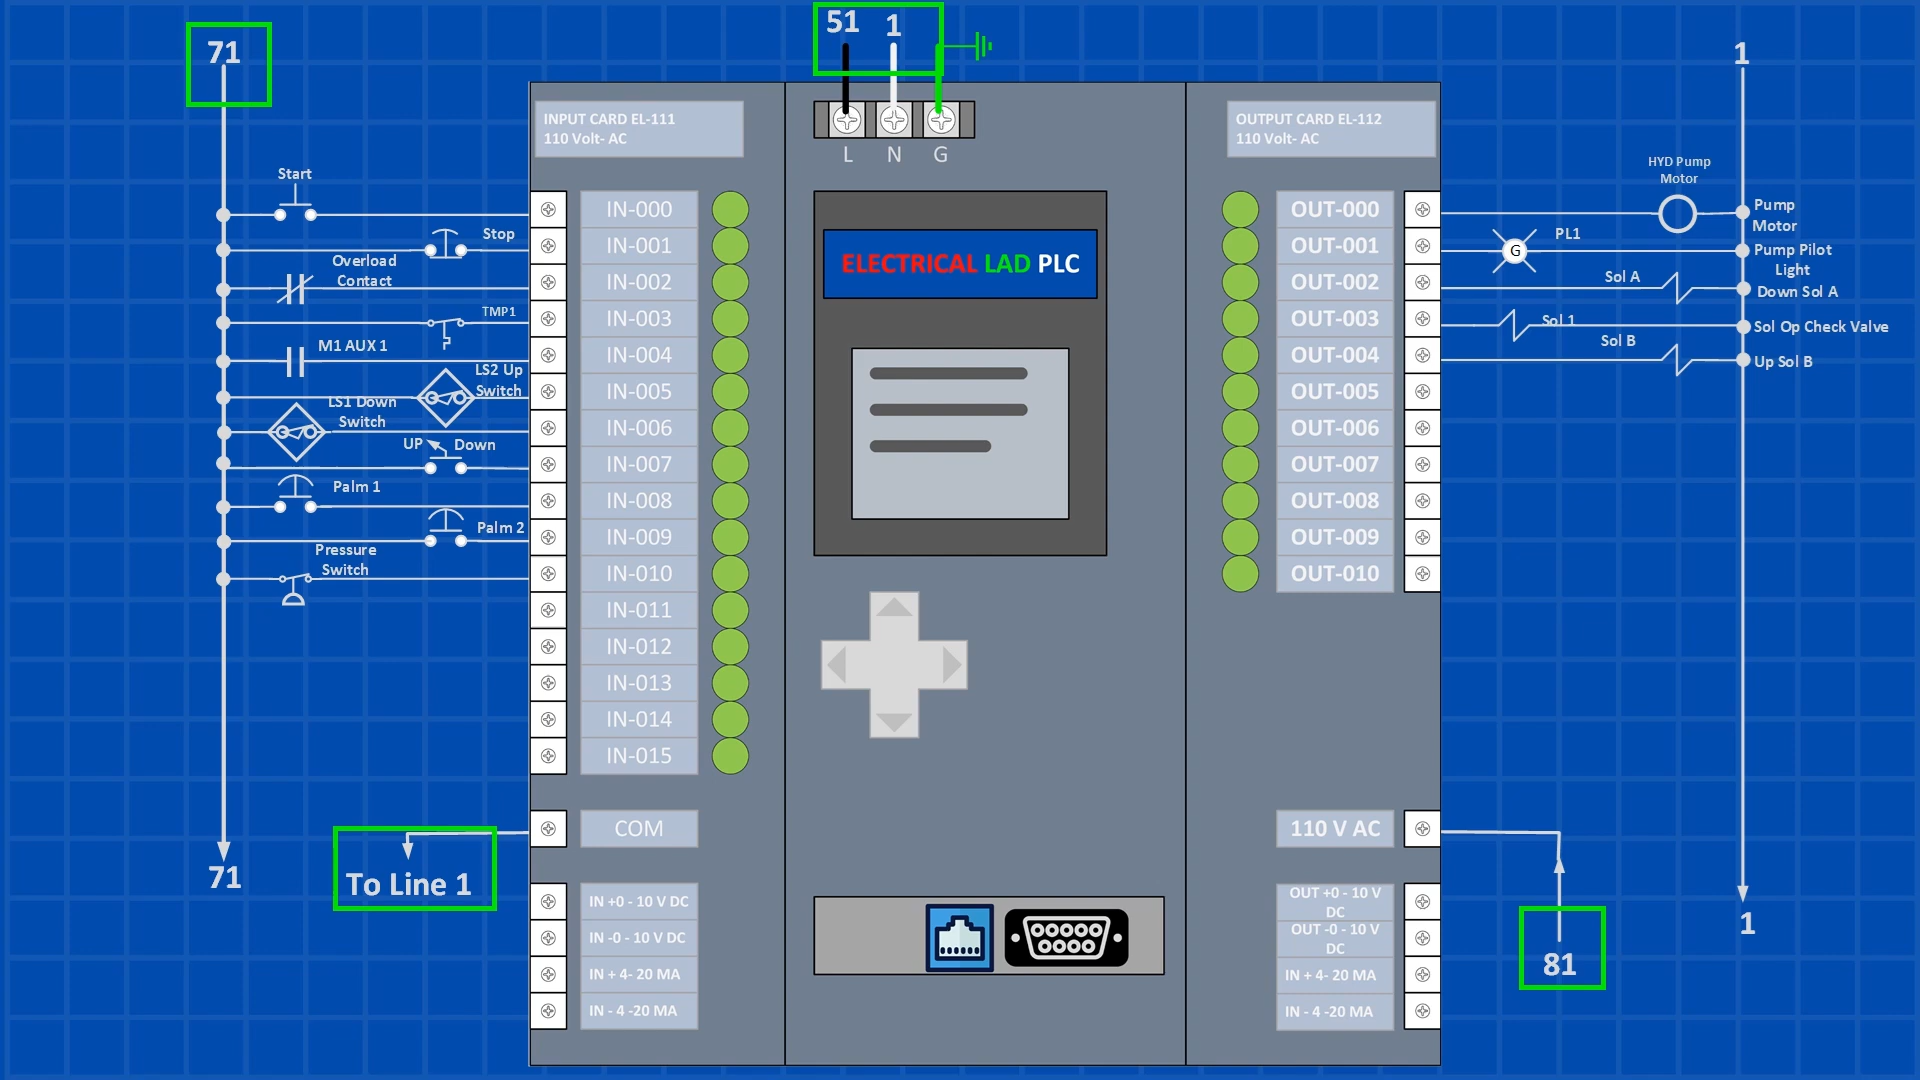 71
Start
Stop
Overload
Contact
TMP1
M1 AUX 1
LS2 Up
Switch
LS1 Down
Switch
UP Down
Palm 1
Palm 2
Pressure
Switch
71
To Line 1
INPUT CARD EL-111
110 Volt- AC
IN-000
IN-001
IN-002
IN-003
IN-004
IN-005
IN-006
IN-007
IN-008
IN-009
IN-010
IN-011
IN-012
IN-013
IN-014
IN-015
COM
IN +0 - 10 V DC
IN -0 - 10 V DC
IN + 4- 20 MA
IN - 4 -20 MA
51 1
L N G
ELECTRICAL LAD PLC
OUTPUT CARD EL-112
110 Volt- AC
OUT-000
OUT-001
OUT-002
OUT-003
OUT-004
OUT-005
OUT-006
OUT-007
OUT-008
OUT-009
OUT-010
110 V AC
OUT +0 - 10 V
DC
OUT -0 - 10 V
DC
IN + 4- 20 MA
IN - 4 -20 MA
1
HYD Pump
Motor
Pump
Motor
PL1
G
Pump Pilot
Light
Sol A
Down Sol A
Sol 1
Sol Op Check Valve
Sol B
Up Sol B
81
1